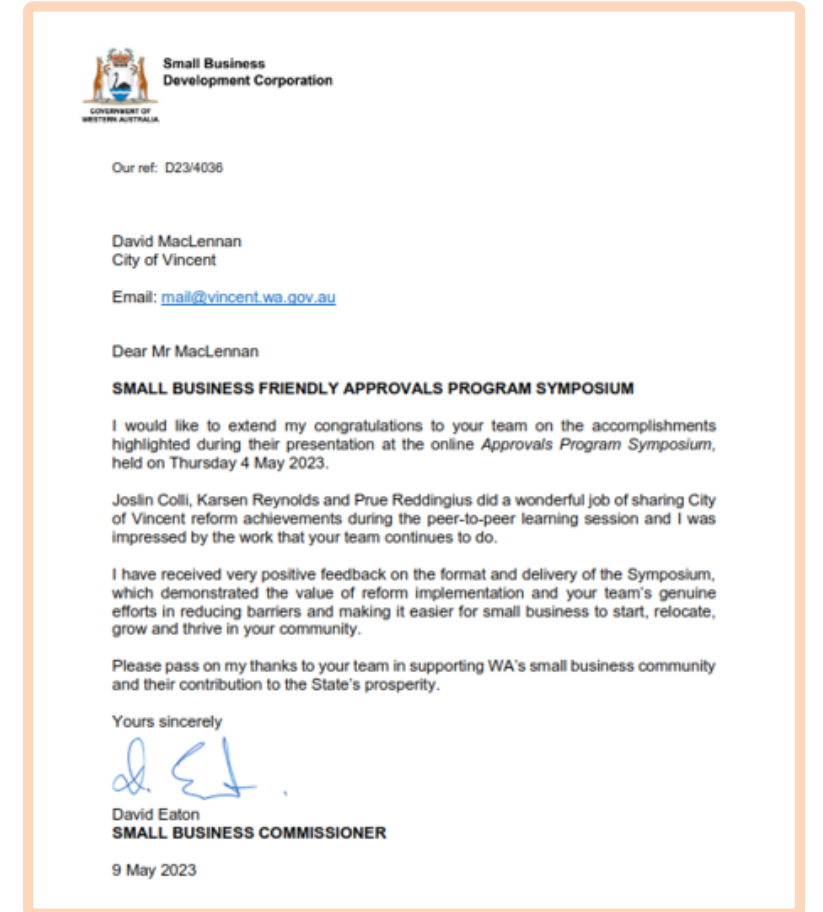 Small Business
Development Corporation
GOVERNMENT OF
WESTERN AUSTRALIA
Our ref: D23/4036
David MacLennan
City of Vincent
Email: mail@vincent.wa.gov.au
Dear Mr MacLennan
SMALL BUSINESS FRIENDLY APPROVALS PROGRAM SYMPOSIUM
I would like to extend my congratulations to your team on the accomplishments
highlighted during their presentation at the online Approvals Program Symposium,
held on Thursday 4 May 2023.
Joslin Colli, Karsen Reynolds and Prue Reddingius did a wonderful job of sharing City
of Vincent reform achievements during the peer-to-peer learning session and I was
impressed by the work that your team continues to do.
I have received very positive feedback on the format and delivery of the Symposium,
which demonstrated the value of reform implementation and your team's genuine
efforts in reducing barriers and making it easier for small business to start, relocate,
grow and thrive in your community.
Please pass on my thanks to your team in supporting WA's small business community
and their contribution to the State's prosperity.
Yours sincerely
David Eaton
SMALL BUSINESS COMMISSIONER
9 May 2023